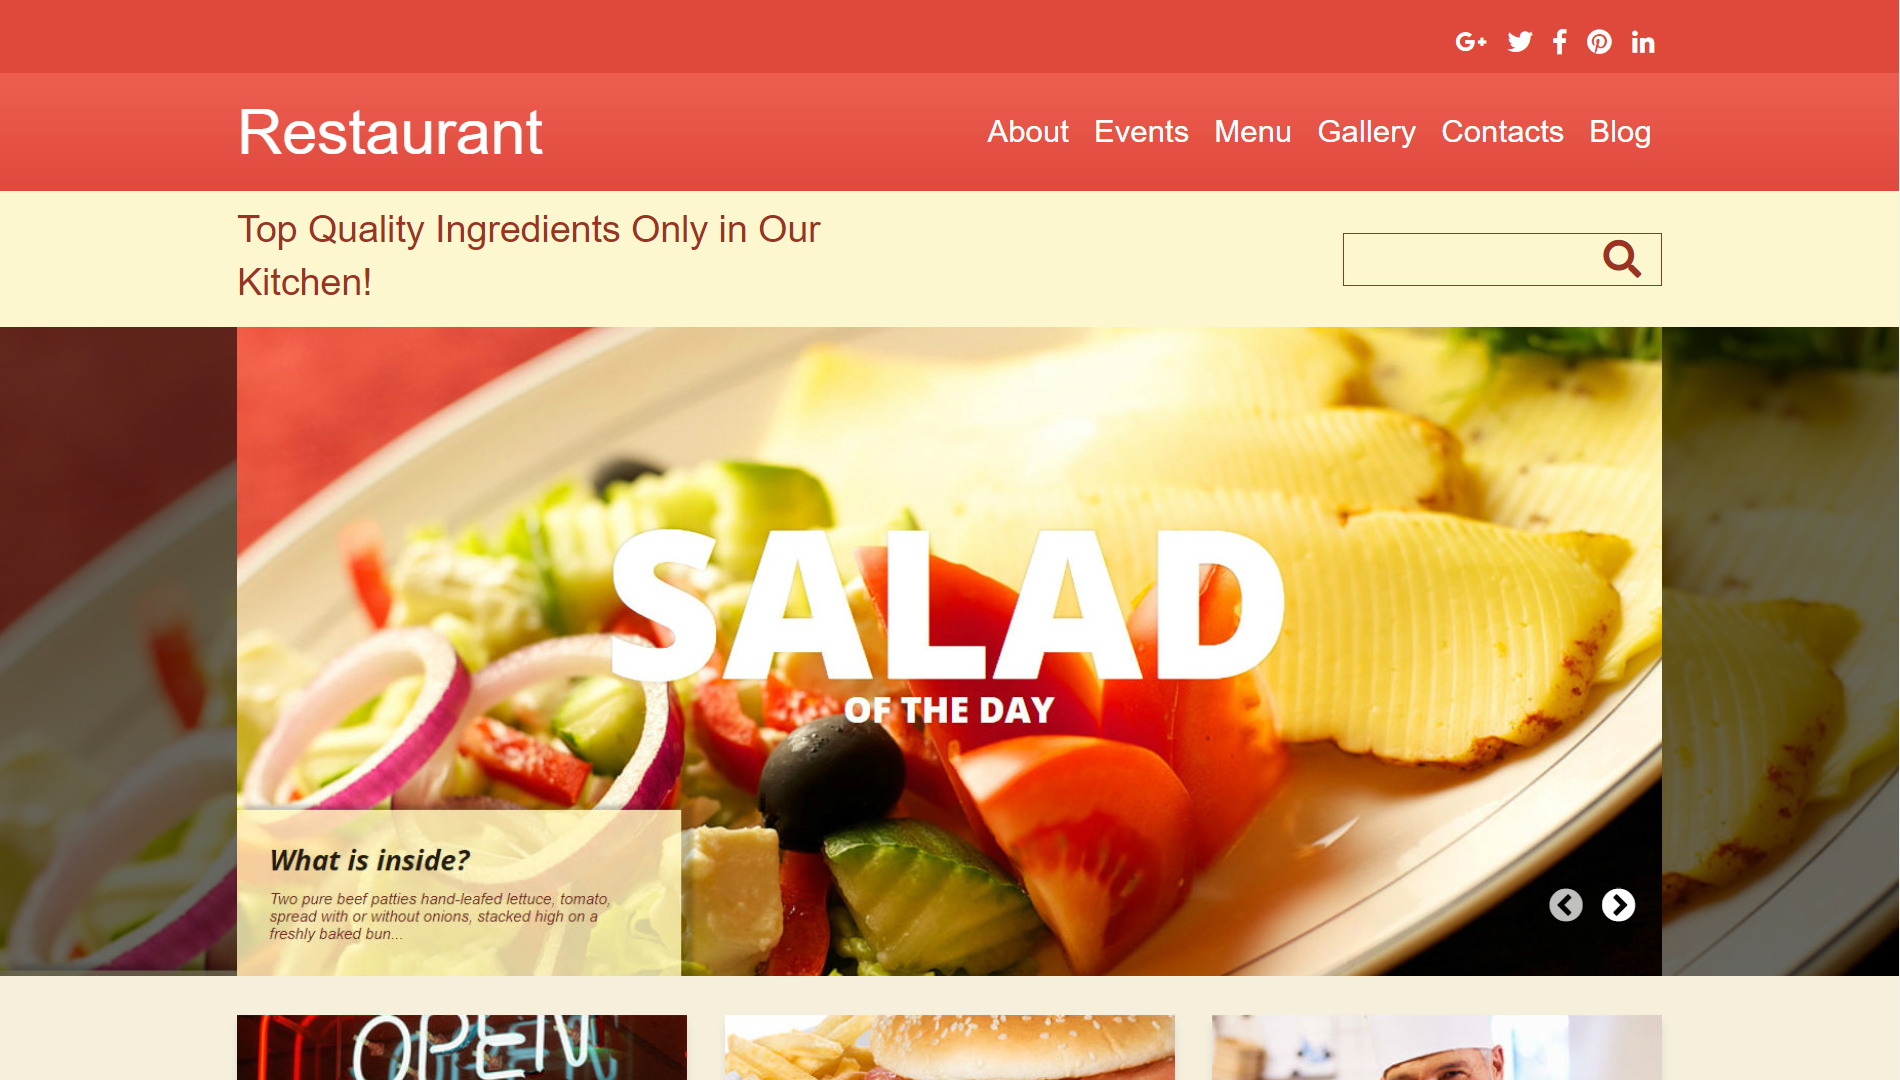 Restaurant
About Events Menu Gallery Contacts Blog
Top Quality Ingredients Only in Our
Kitchen!
SALAD
OF THE DAY
What is inside?
Two pure beef patties hand-leafed lettuce, tomato,
spread with or without onions, stacked high on a
freshly baked bun...
OPEN